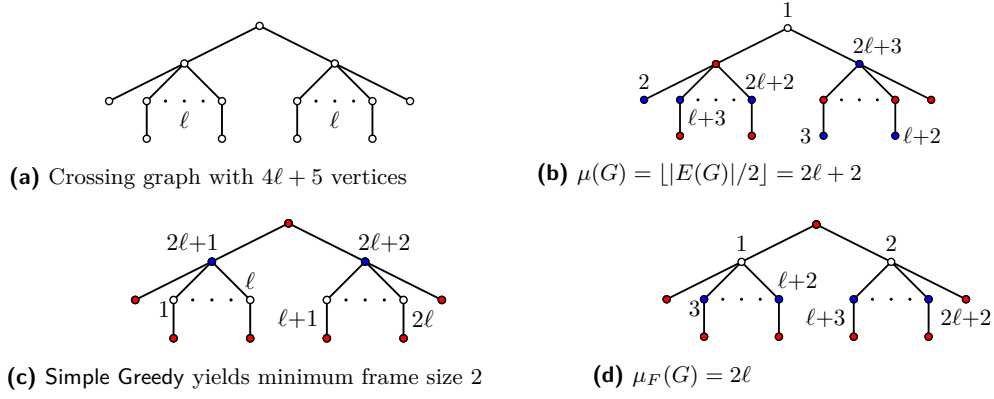 1
2 2ℓ+2 2ℓ+3
ℓ ℓ
ℓ+3 3 ℓ+2
(a) Crossing graph with 4ℓ + 5 vertices
(b) μ(G) = ⌊|E(G)|/2⌋ = 2ℓ + 2
2ℓ+1 2ℓ+2
1 ℓ ℓ+1 2ℓ
1 2
3 ℓ+2 ℓ+3 2ℓ+2
(c) Simple Greedy yields minimum frame size 2
(d) μF(G) = 2ℓ